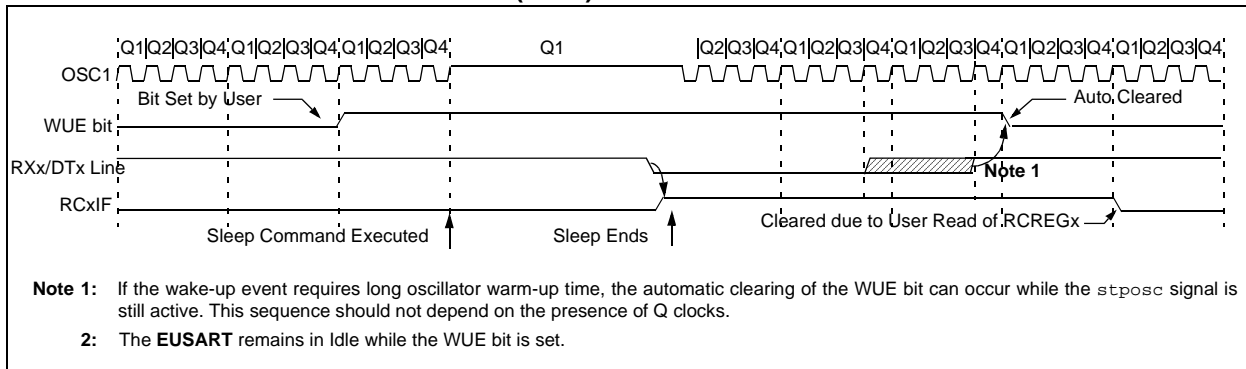 Q1 Q2 Q3 Q4 Q1 Q2 Q3 Q4 Q1 Q2 Q3 Q4 Q1 Q2 Q3 Q4 Q1 Q2 Q3 Q4 Q1 Q2 Q3 Q4 Q1 Q2 Q3 Q4 Q1 Q2 Q3 Q4
OSC1
Bit Set by User
Auto Cleared
WUE bit
RXx/DTx Line
Note 1
RCxIF
Cleared due to User Read of RCREGx
Sleep Command Executed
Sleep Ends
Note 1: If the wake-up event requires long oscillator warm-up time, the automatic clearing of the WUE bit can occur while the stposc signal is
still active. This sequence should not depend on the presence of Q clocks.
2: The EUSART remains in Idle while the WUE bit is set.